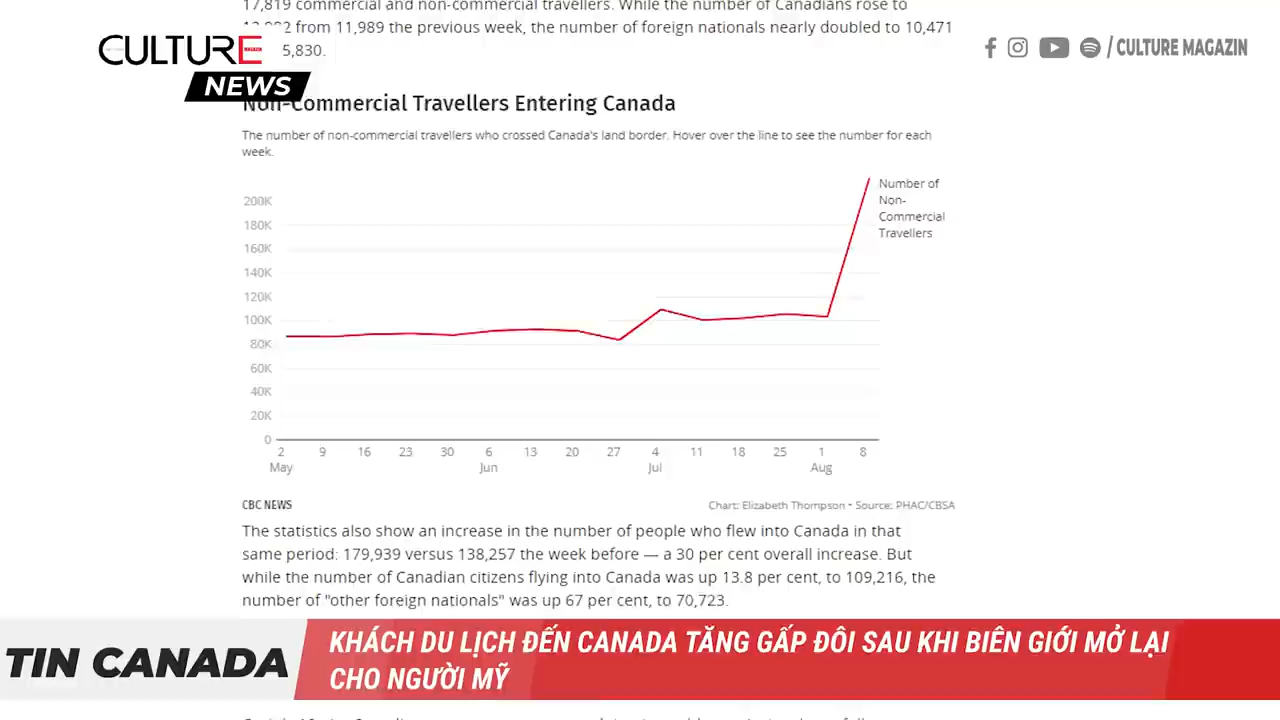 17,819 commercial and non-commercial travellers. While the number of Canadians rose to
from 11,989 the previous week, the number of foreign nationals nearly doubled to 10,471
5,830.
CULTURE
NEWS
/ CULTURE MAGAZIN
Non-Commercial Travellers Entering Canada
The number of non-commercial travellers who crossed Canada's land border. Hover over the line to see the number for each
week.
Number of
Non-
Commercial
Travellers
200K
180K
160K
140K
120K
100K
80K
60K
40K
20K
0
2 9 16 23 30 6 13 20 27 4 11 18 25 1 8
May Jun Jul Aug
CBC NEWS
Chart: Elizabeth Thompson • Source: PHAC/CBSA
The statistics also show an increase in the number of people who flew into Canada in that
same period: 179,939 versus 138,257 the week before — a 30 per cent overall increase. But
while the number of Canadian citizens flying into Canada was up 13.8 per cent, to 109,216, the
number of "other foreign nationals" was up 67 per cent, to 70,723.
TIN CANADA
KHÁCH DU LỊCH ĐẾN CANADA TĂNG GẤP ĐÔI SAU KHI BIÊN GIỚI MỞ LẠI
CHO NGƯỜI MỸ